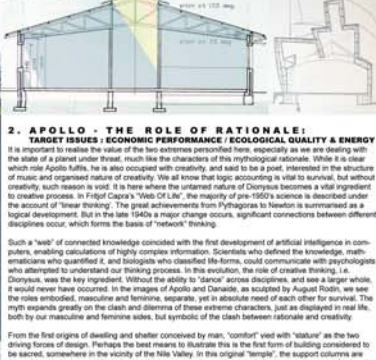 2. APOLLO - THE ROLE OF RATIONALE:
TARGET ISSUES : ECONOMIC PERFORMANCE / ECOLOGICAL QUALITY & ENERGY
It is important to realise the value of the two extremes personified here, especially as we are dealing with
the state of a planet under threat, much like the characters of this mythological rationale. While it is clear
which role Apollo fulfils, he is also occupied with creativity, and said to be a poet, interested in the structure
of music and organised nature of creativity. We all know that logic accounting is vital to survival, but without
creativity, such reason is void. It is here where the untamed nature of Dionysus becomes a vital ingredient
to creative process. In Fritjof Capra's "Web Of Life", the majority of pre-1950's science is described under
the account of 'linear thinking'. The great achievements from Pythagoras to Newton is summarised as a
logical development. But in the late 1940s a major change occurs, significant connections between different
disciplines occur, which forms the basis of "network" thinking.
Such a "web" of connected knowledge coincided with the first development of artificial intelligence in com-
puters, enabling calculations of highly complex information. Scientists who defined the knowledge, math-
ematicians who quantified it, and biologists who classified life-forms, could communicate with psychologists
who attempted to understand our thinking process. In this evolution, the role of creative thinking, i.e.
Dionysus, was the key ingredient. Without the ability to "dance" across disciplines, and see a larger whole,
it would never have occurred. In the images of Apollo and Danaide, as sculpted by August Rodin, we see
the roles embodied, masculine and feminine, separate, yet in absolute need of each other for survival. The
myth expands greatly on the clash and dilemma of these extreme characters, just as displayed in real life,
both by our masculine and feminine sides, but symbolic of the clash between rationale and creativity.
From the first origins of dwelling and shelter conceived by man, "comfort" vied with "stature" as the two
driving forces of design. Perhaps the best means to illustrate this is the first form of building considered to
be sacred, somewhere in the vicinity of the Nile Valley. In this original "temple", the support columns are